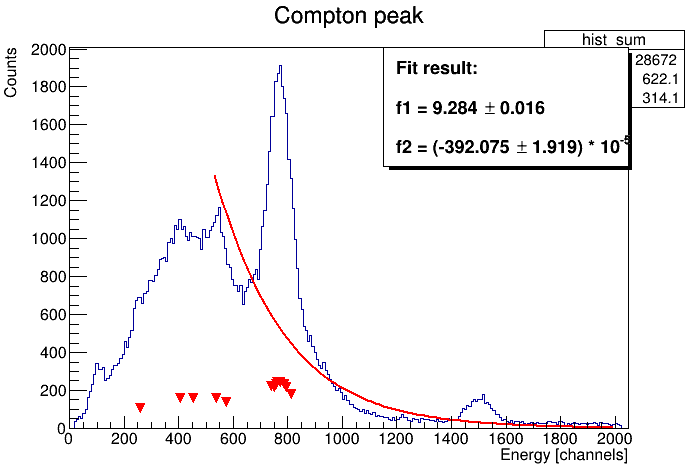 Compton peak
hist_sum
28672
622.1
314.1
Fit result:
f1 = 9.284 ± 0.016
f2 = (-392.075 ± 1.919) * 10^-5
Counts
2000
1800
1600
1400
1200
1000
800
600
400
200
0
0 200 400 600 800 1000 1200 1400 1600 1800 2000
Energy [channels]